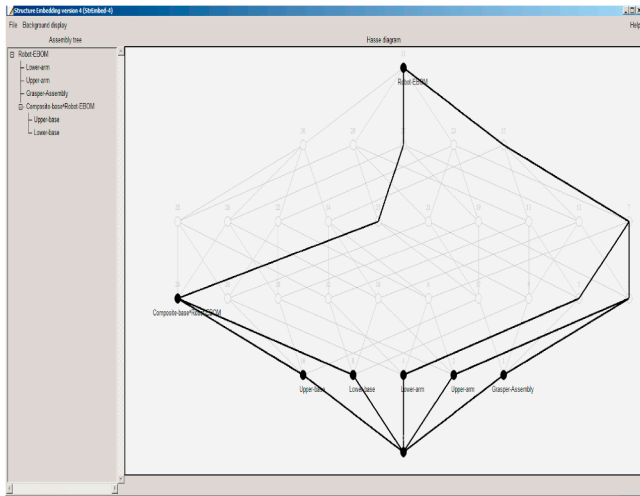 Structure Embedding version 4 (StrEmbed-4)
File Background display Help
Assembly tree Hasse diagram
Robot-EBOM
Lower-arm
Upper-arm
Grasper-Assembly
Composite-base*Robot-EBOM
Upper-base
Lower-base
Robot-EBOM
Composite-base*Robot-EBOM
Upper-base Lower-base Lower-arm Upper-arm Grasper-Assembly